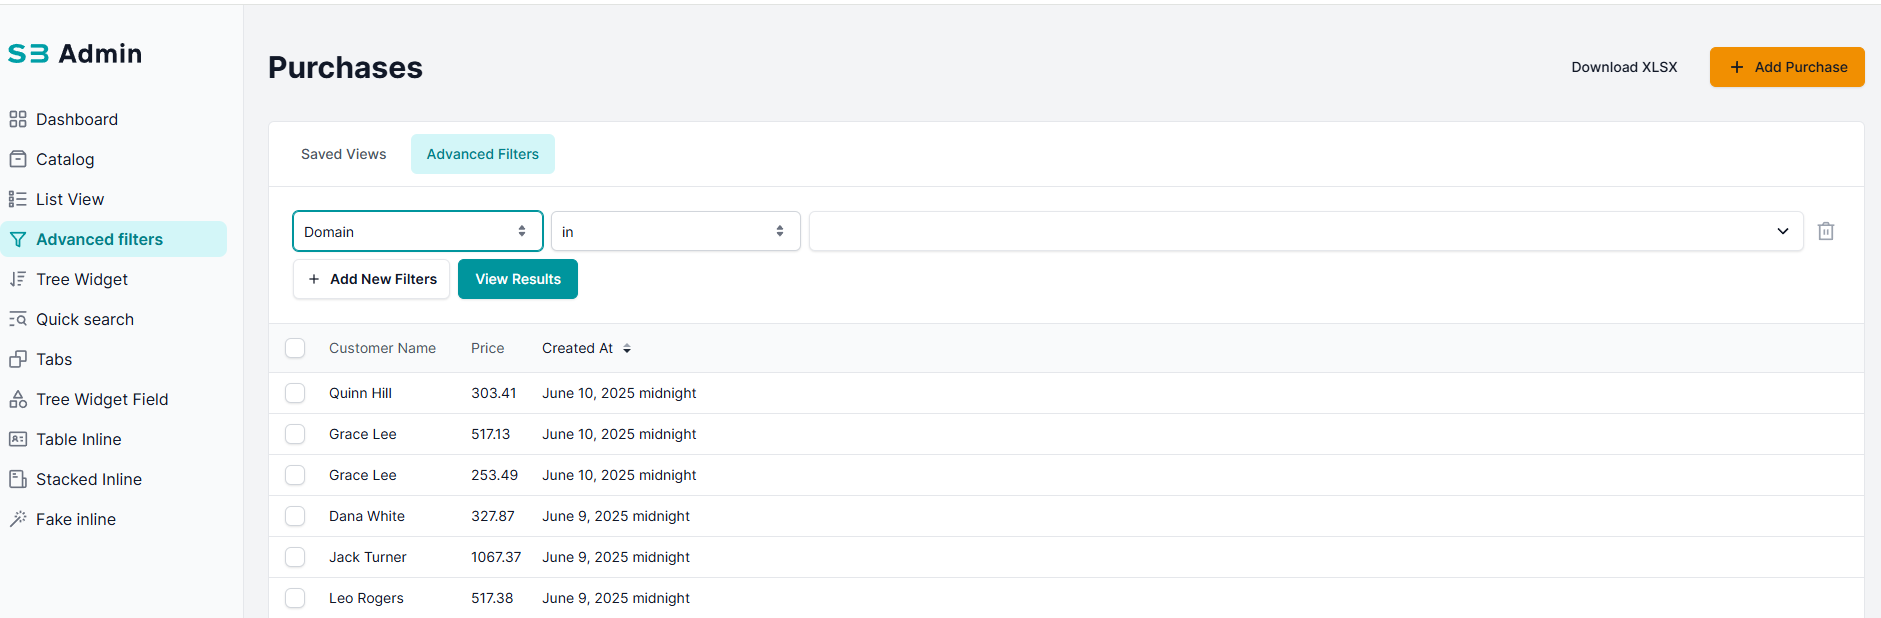 SB Admin
Dashboard
Catalog
List View
Advanced filters
Tree Widget
Quick search
Tabs
Tree Widget Field
Table Inline
Stacked Inline
Fake inline
Purchases
Download XLSX
+ Add Purchase
Saved Views
Advanced Filters
Domain
in
+ Add New Filters
View Results
Customer Name Price Created At
Quinn Hill 303.41 June 10, 2025 midnight
Grace Lee 517.13 June 10, 2025 midnight
Grace Lee 253.49 June 10, 2025 midnight
Dana White 327.87 June 9, 2025 midnight
Jack Turner 1067.37 June 9, 2025 midnight
Leo Rogers 517.38 June 9, 2025 midnight